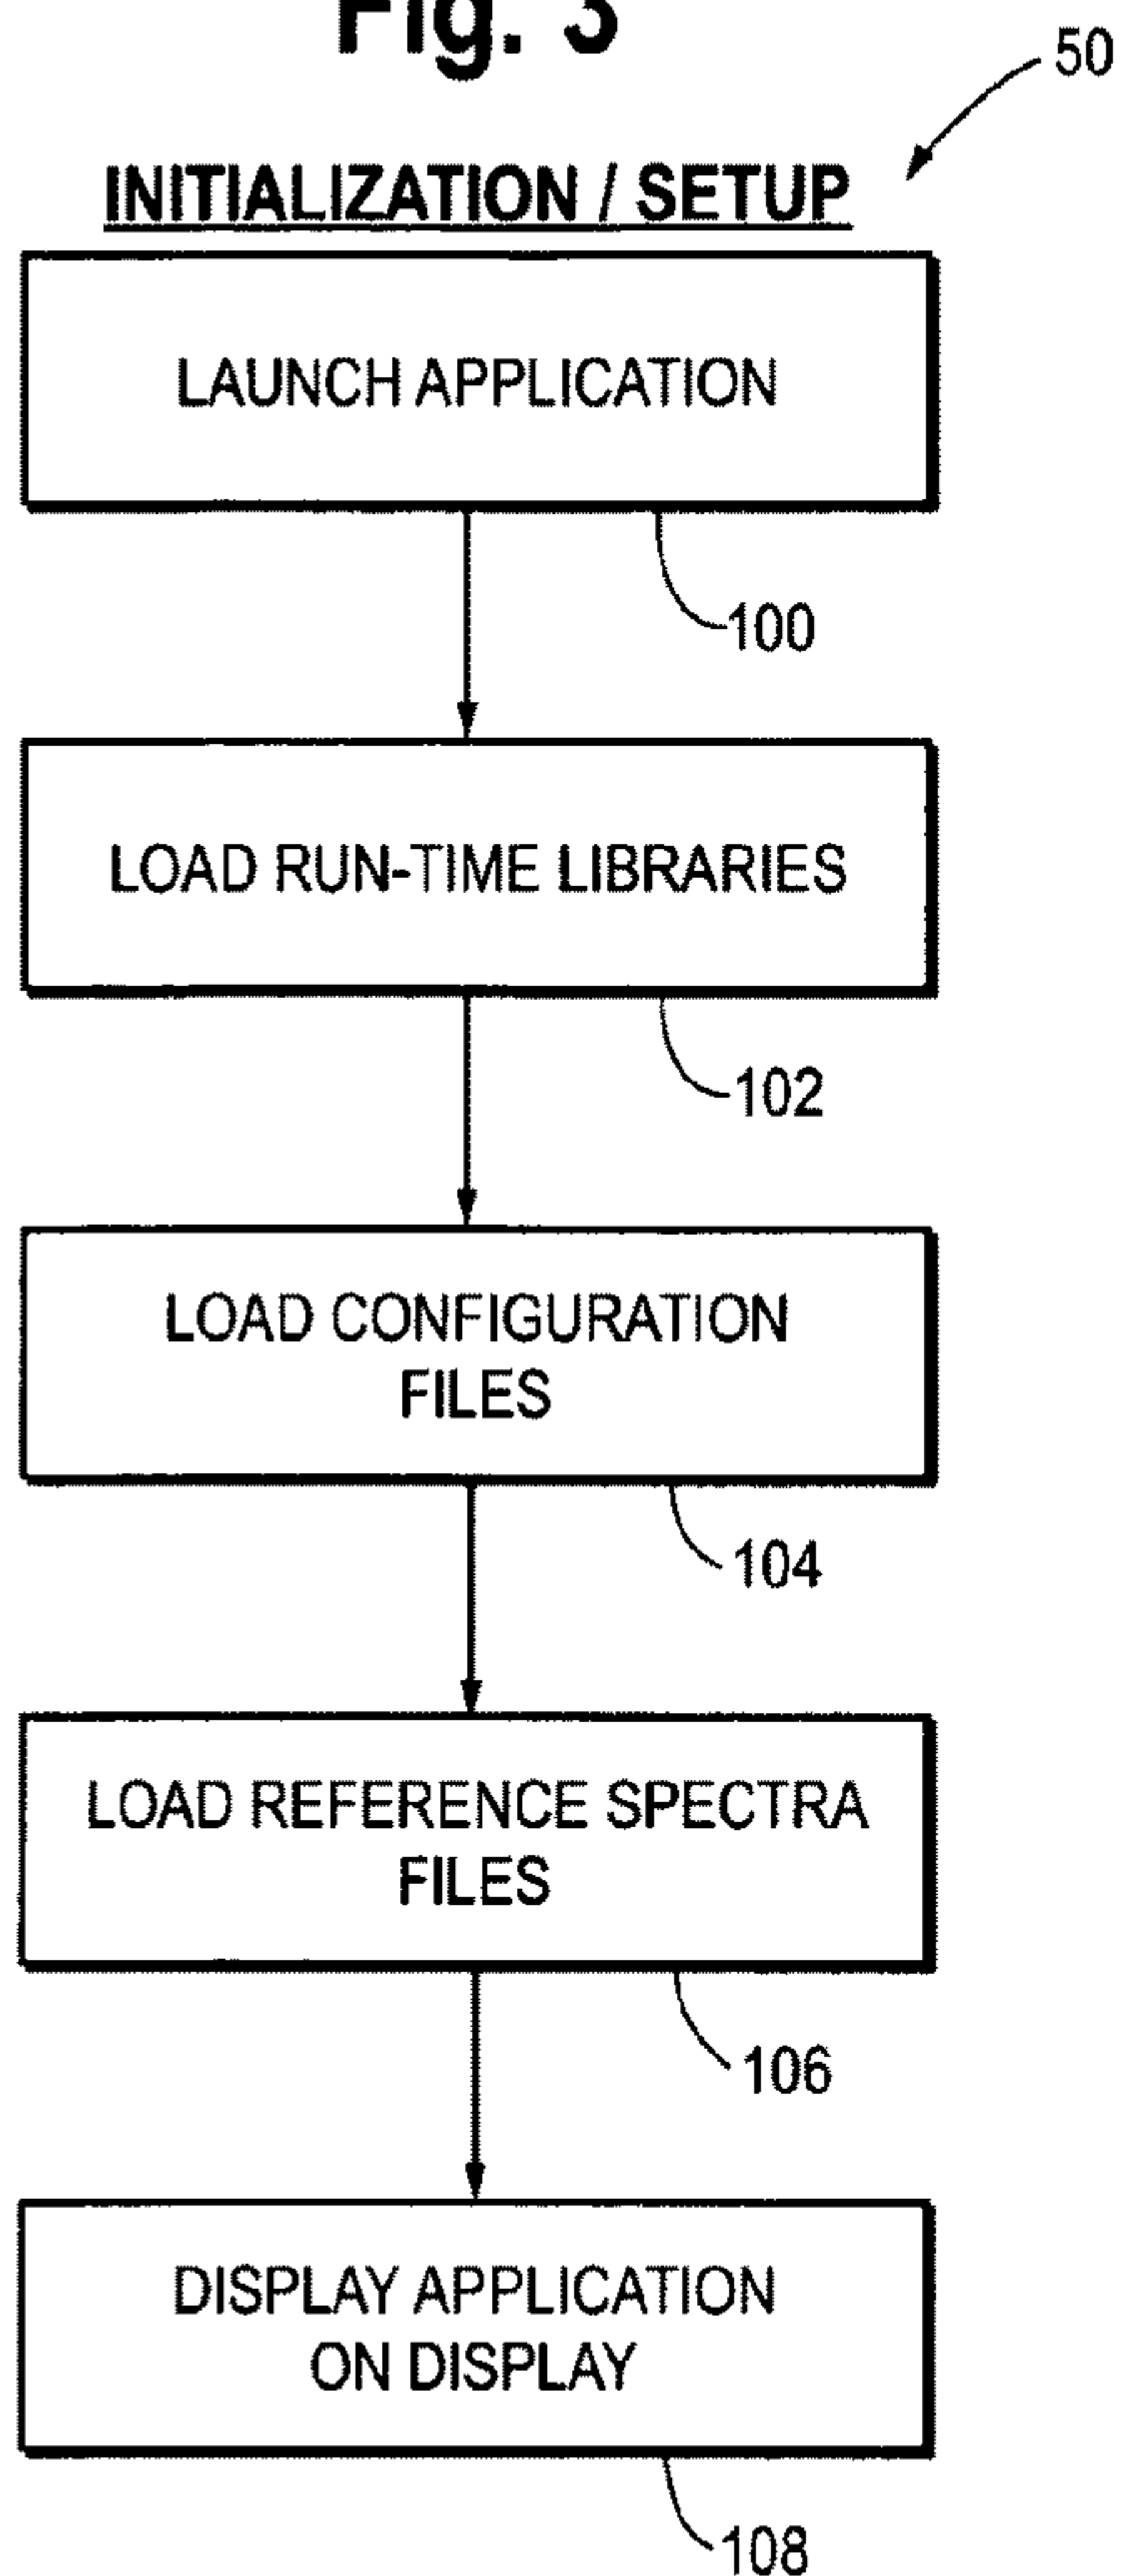 Fig. 3
50
INITIALIZATION / SETUP
LAUNCH APPLICATION
100
LOAD RUN-TIME LIBRARIES
102
LOAD CONFIGURATION
FILES
104
LOAD REFERENCE SPECTRA
FILES
106
DISPLAY APPLICATION
ON DISPLAY
108